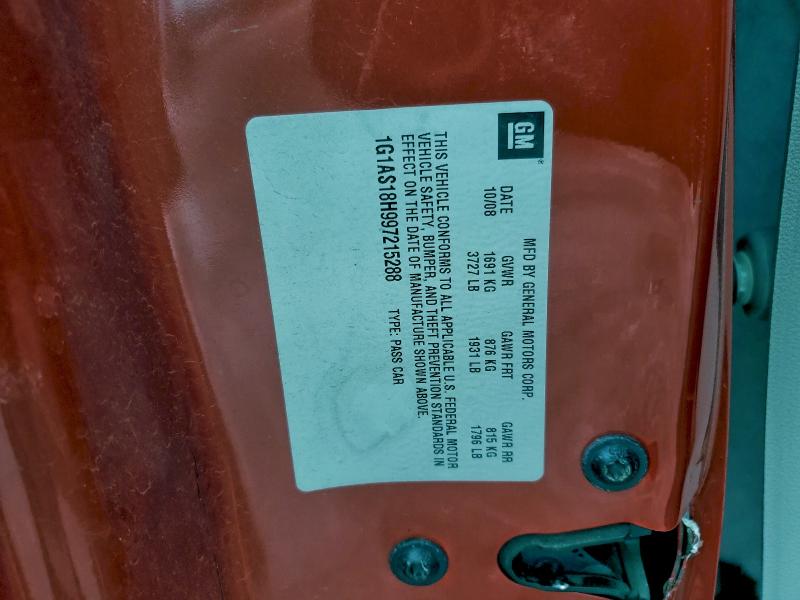 GM
MFD BY GENERAL MOTORS CORP.
DATE GVWR GAWR FRT GAWR RR
10/08 1691 KG 876 KG 815 KG
3727 LB 1931 LB 1796 LB
THIS VEHICLE CONFORMS TO ALL APPLICABLE U.S. FEDERAL MOTOR
VEHICLE SAFETY, BUMPER, AND THEFT PREVENTION STANDARDS IN
EFFECT ON THE DATE OF MANUFACTURE SHOWN ABOVE.
1G1AS18H997215288 TYPE: PASS CAR